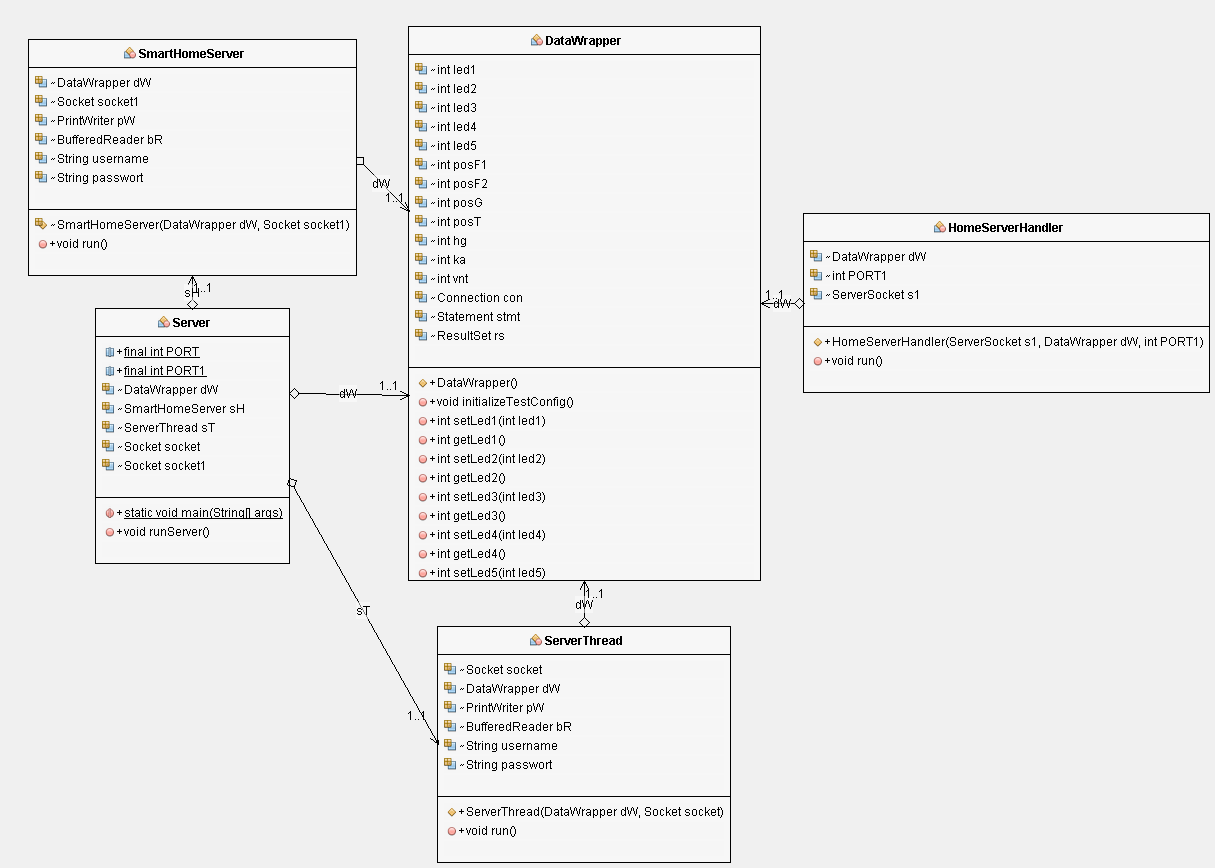 SmartHomeServer
~DataWrapper dW
~Socket socket1
~PrintWriter pW
~BufferedReader bR
~String username
~String passwort
~SmartHomeServer(DataWrapper dW, Socket socket1)
+void run()
dW
1..1
DataWrapper
~int led1
~int led2
~int led3
~int led4
~int led5
~int posF1
~int posF2
~int posG
~int posT
~int hg
~int ka
~int vnt
~Connection con
~Statement stmt
~ResultSet rs
+DataWrapper()
+void initializeTestConfig()
+int setLed1(int led1)
+int getLed1()
+int setLed2(int led2)
+int getLed2()
+int setLed3(int led3)
+int getLed3()
+int setLed4(int led4)
+int getLed4()
+int setLed5(int led5)
HomeServerHandler
~DataWrapper dW
~int PORT1
~ServerSocket s1
+HomeServerHandler(ServerSocket s1, DataWrapper dW, int PORT1)
+void run()
1..1
dW
sH
1..1
Server
+final int PORT
+final int PORT1
~DataWrapper dW
~SmartHomeServer sH
~ServerThread sT
~Socket socket
~Socket socket1
+static void main(String[] args)
+void runServer()
dW
1..1
sT
1..1
1..1
dW
ServerThread
~Socket socket
~DataWrapper dW
~PrintWriter pW
~BufferedReader bR
~String username
~String passwort
+ServerThread(DataWrapper dW, Socket socket)
+void run()